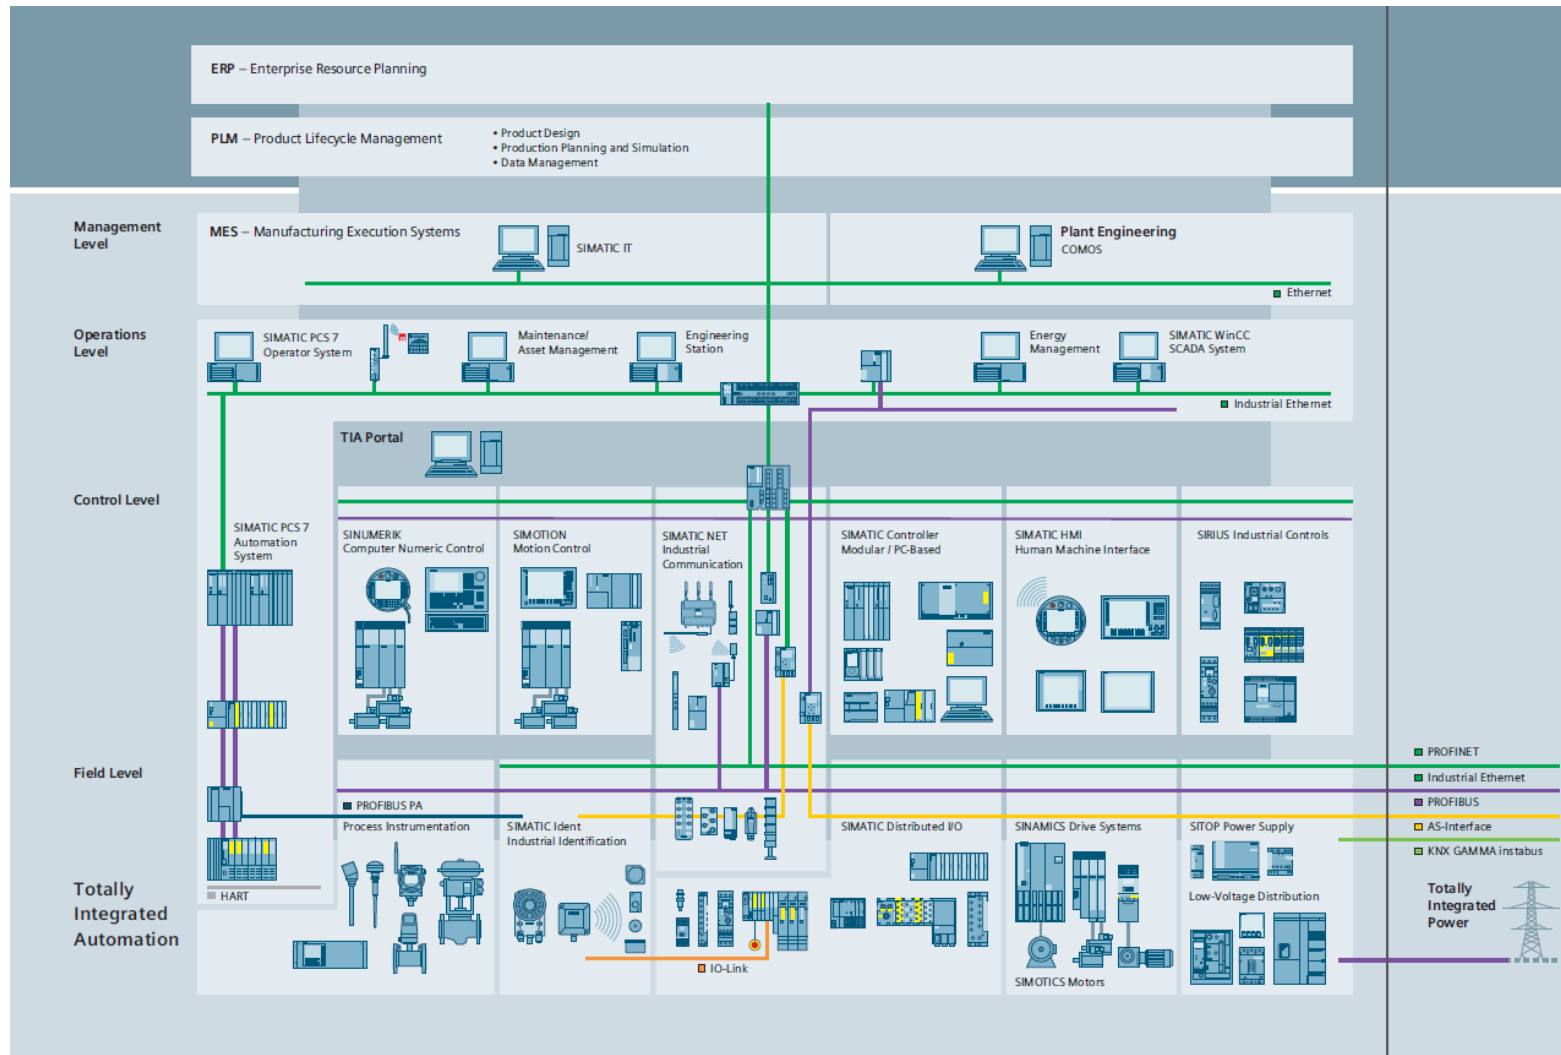 ERP – Enterprise Resource Planning
PLM – Product Lifecycle Management
• Product Design
• Production Planning and Simulation
• Data Management
Management
Level
MES – Manufacturing Execution Systems
SIMATIC IT
Plant Engineering
COMOS
Ethernet
Operations
Level
SIMATIC PCS 7
Operator System
Maintenance/
Asset Management
Engineering
Station
Energy
Management
SIMATIC WinCC
SCADA System
Industrial Ethernet
TIA Portal
Control Level
SIMATIC PCS 7
Automation
System
SINUMERIK
Computer Numeric Control
SIMOTION
Motion Control
SIMATIC NET
Industrial
Communication
SIMATIC Controller
Modular / PC-Based
SIMATIC HMI
Human Machine Interface
SIRIUS Industrial Controls
Field Level
PROFINET
Industrial Ethernet
PROFIBUS
AS-Interface
KNX GAMMA instabus
PROFIBUS PA
Process Instrumentation
SIMATIC Ident
Industrial Identification
SIMATIC Distributed I/O
SINAMICS Drive Systems
SITOP Power Supply
HART
Low-Voltage Distribution
Totally
Integrated
Automation
Totally
Integrated
Power
IO-Link
SIMOTICS Motors